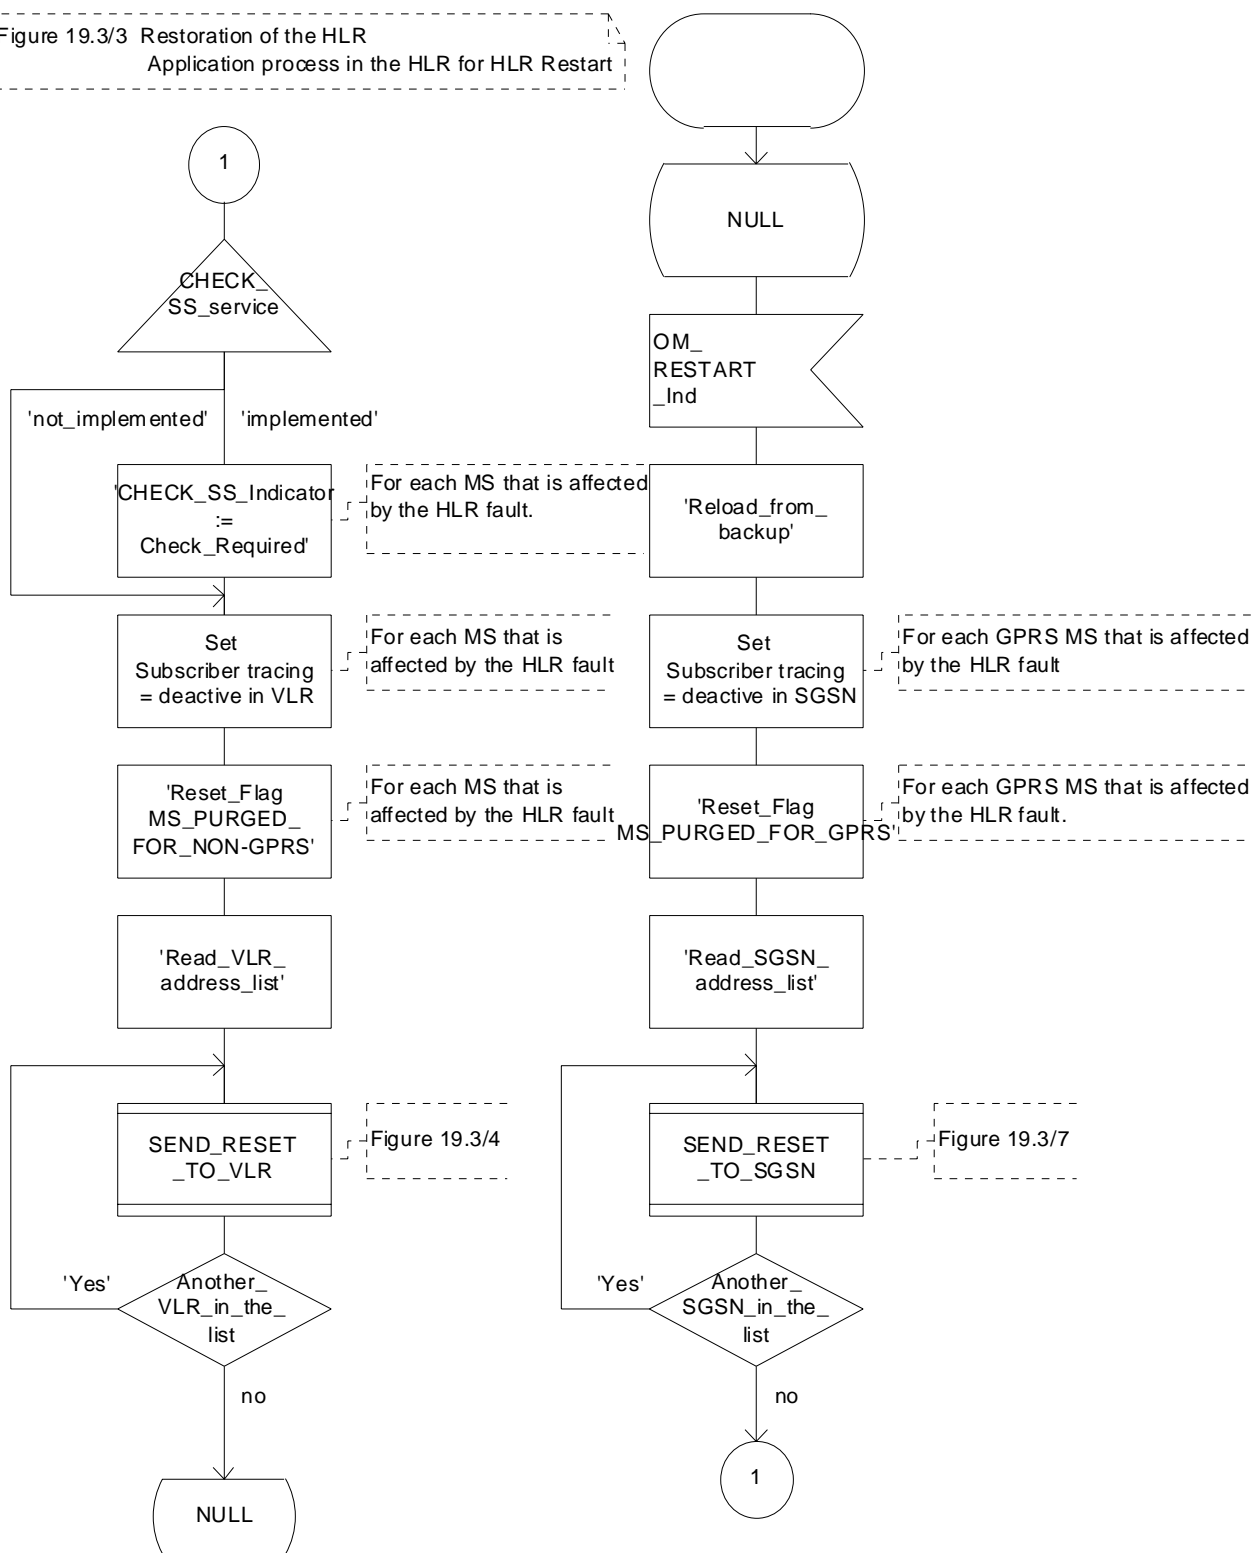 Figure 19.3/3 Restoration of the HLR
Application process in the HLR for HLR Restart
1
CHECK_
SS_service
'not_implemented'
'implemented'
'CHECK_SS_Indicator
:=
Check_Required'
For each MS that is affected
by the HLR fault.
Set
Subscriber tracing
= deactive in VLR
For each MS that is
affected by the HLR fault
'Reset_Flag
MS_PURGED_
FOR_NON-GPRS'
For each MS that is
affected by the HLR fault
'Read_VLR_
address_list'
SEND_RESET
_TO_VLR
Figure 19.3/4
'Yes'
Another_
VLR_in_the_
list
no
NULL
NULL
OM_
RESTART
_Ind
'Reload_from_
backup'
Set
Subscriber tracing
= deactive in SGSN
For each GPRS MS that is affected
by the HLR fault
'Reset_Flag
MS_PURGED_FOR_GPRS'
For each GPRS MS that is affected
by the HLR fault.
'Read_SGSN_
address_list'
SEND_RESET
_TO_SGSN
Figure 19.3/7
'Yes'
Another_
SGSN_in_the_
list
no
1